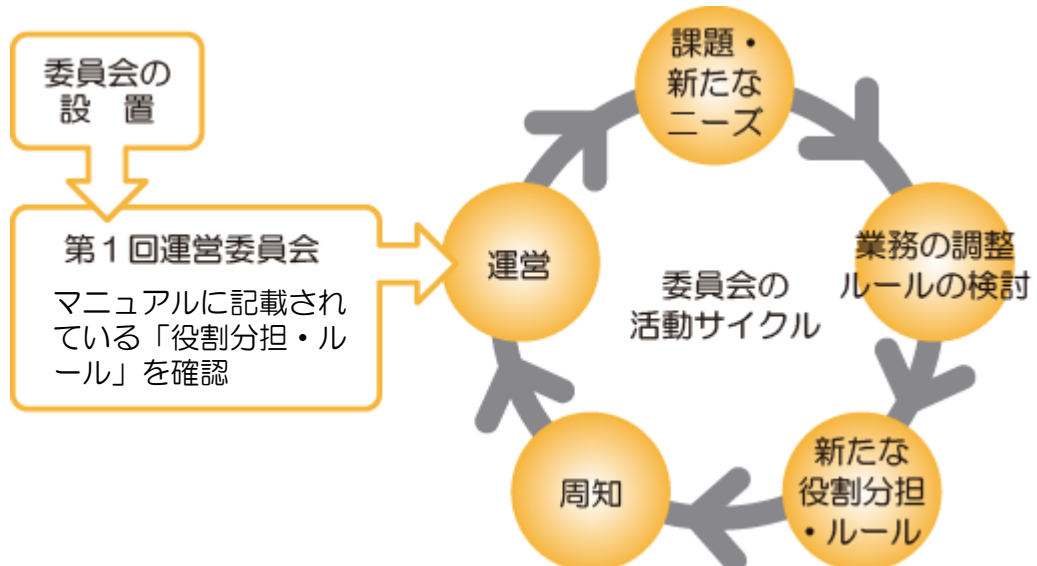 委員会の
設　置
第１回運営委員会
マニュアルに記載され
ている「役割分担・ル
ール」を確認
運営
課題・
新たな
ニーズ
業務の調整
ルールの検討
新たな
役割分担
・ルール
周知
委員会の
活動サイクル